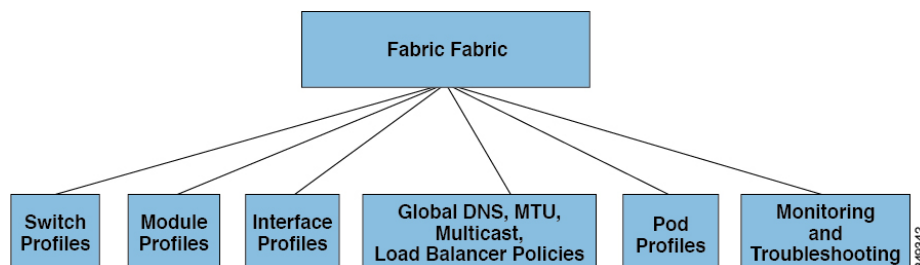 Fabric Fabric
Switch
Profiles
Module
Profiles
Interface
Profiles
Global DNS, MTU,
Multicast,
Load Balancer Policies
Pod
Profiles
Monitoring
and
Troubleshooting